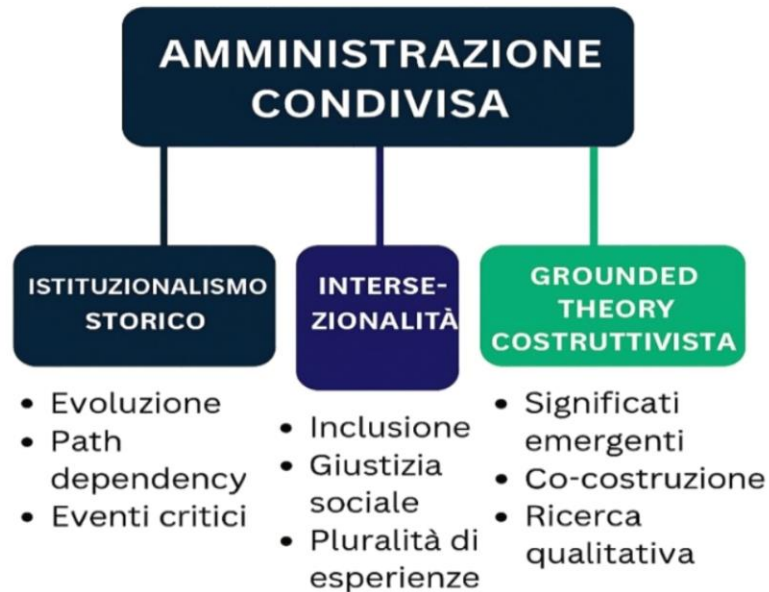 AMMINISTRAZIONE
CONDIVISA
ISTITUZIONALISMO
STORICO
• Evoluzione
• Path
dependency
• Eventi critici
INTERSE-
ZIONALITÀ
• Inclusione
• Giustizia
sociale
• Pluralità di
esperienze
GROUNDED
THEORY
COSTRUTTIVISTA
• Significati
emergenti
• Co-costruzione
• Ricerca
qualitativa